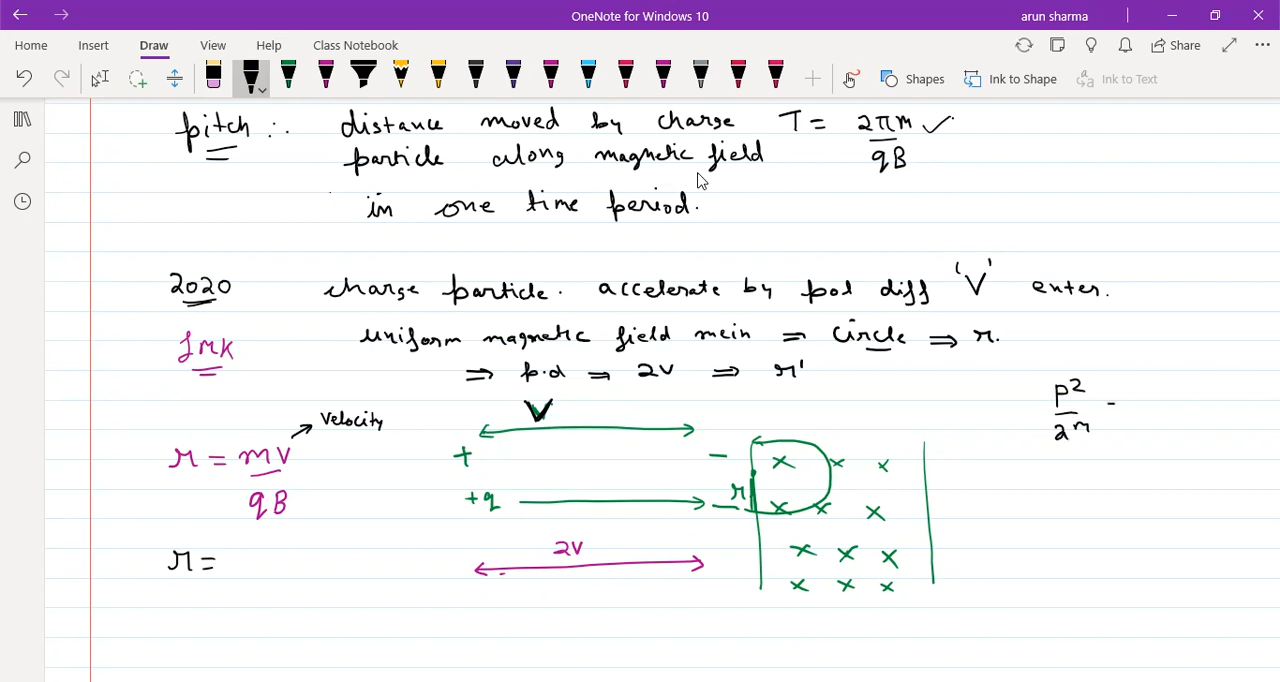 OneNote for Windows 10
arun sharma
Home Insert Draw View Help Class Notebook
Share
Shapes Ink to Shape Ink to Text
pitch :. distance moved by charge T = 2πm/qB ✓
particle along magnetic field
in one time period.
2020 charge particle. accelerate by pot diff 'V' enter.
1MK uniform magnetic field mein = circle ⇒ r.
⇒ p.d = 2V ⇒ r'
P²/2m -
V
Velocity
r = mV/qB
+ -
+q - r
2V
r =
× × ×
× × ×
× × ×
× × ×